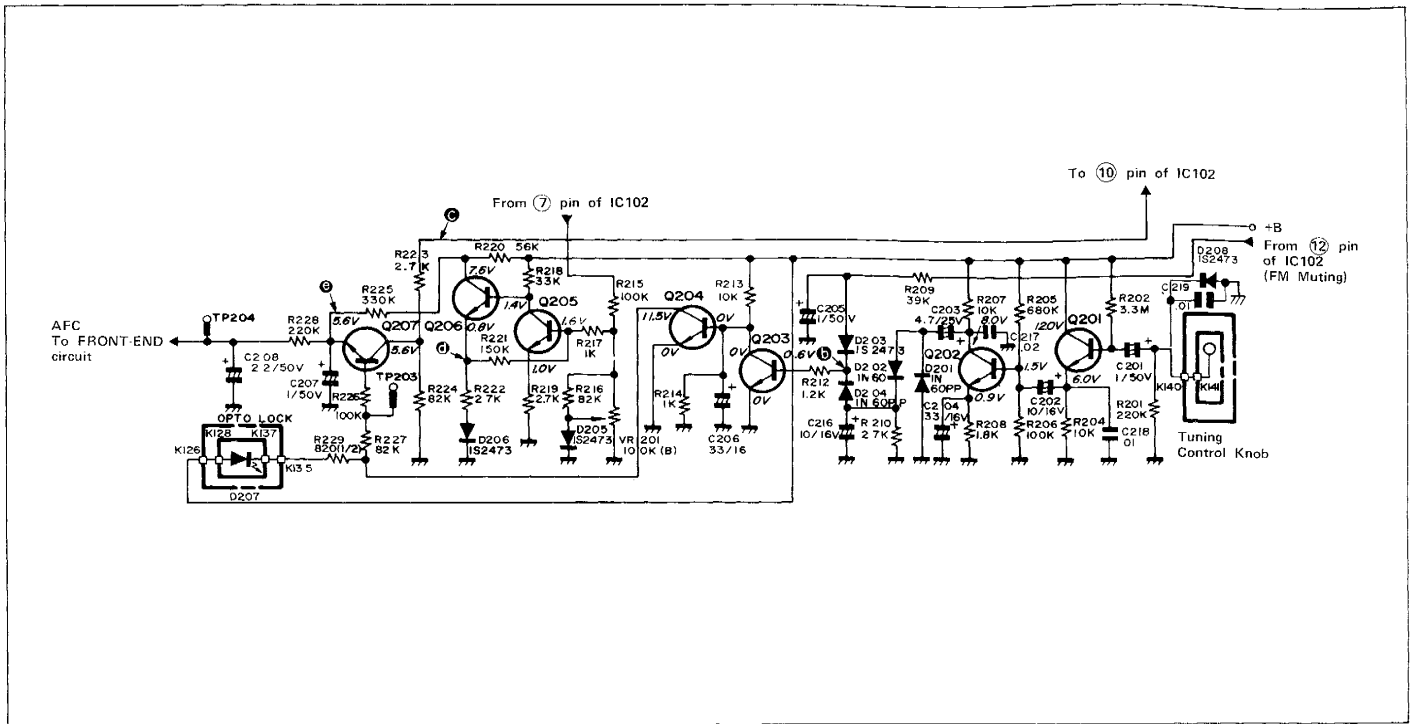 To ⑩ pin of IC102
From ⑦ pin of IC102
+B
From ⑫ pin
of IC102
(FM Muting)
D208
1S2473
C219
.01
K140
K141
Tuning
Control Knob
ⓒ
R220 56K
R223
2.7K
7.6V
R218
33K
R215
100K
R213
10K
R209
39K
C205
1/50V
R207
10K
C203
4.7/25V
8.0V
R205
680K
R202
3.3M
ⓔ
R225
330K
5.6V
TP204
AFC
To FRONT-END
circuit
R228
220K
C208
2.2/50V
C207
1/50V
Q207
5.6V
Q206
0.8V
1.4V
Q205
1.6V
R217
1K
1.0V
R221
150K
ⓓ
Q204
11.5V
0V
0V
0V
Q203
0.6V
0V
ⓑ
D203
1S2473
D202
1N60
D204
1N60PP
D201
1N
60PP
Q202
C217
.02
1.5V
0.9V
12.0V
Q201
6.0V
C201
1/50V
C202
10/16V
R226
100K
TP203
R224
82K
R222
2.7K
R219
2.7K
R216
82K
R214
1K
C206
33/16
R212
1.2K
C216
10/16V
R210
2.7K
C204
33/16V
R208
1.8K
R206
100K
R204
10K
C218
.01
R201
220K
D206
1S2473
D205
1S2473
VR201
100K(B)
OPTO LOCK
K128
K137
K126
K135
D207
R229
820(1/2)
R227
82K